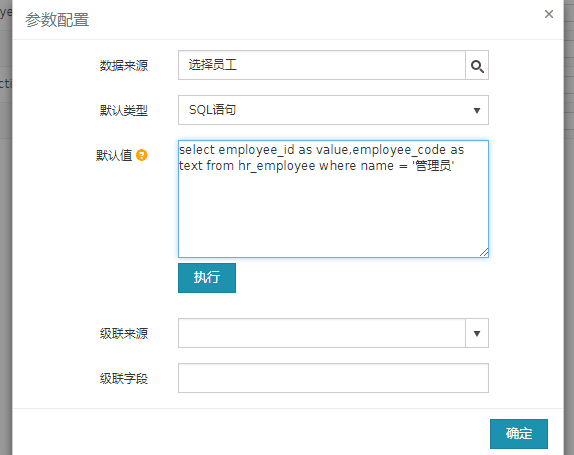 参数配置
数据来源 选择员工
默认类型 SQL语句
默认值
select employee_id as value,employee_code as
text from hr_employee where name = '管理员'
执行
级联来源
级联字段
确定